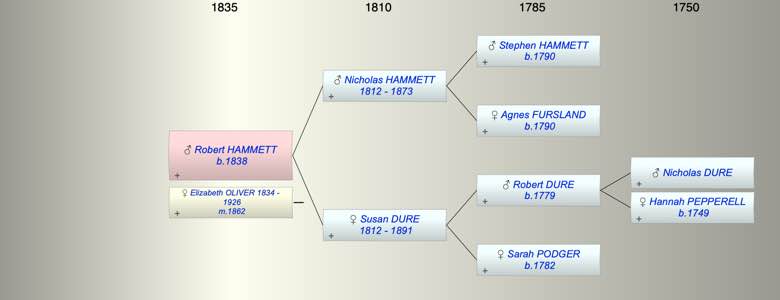 1835 1810 1785 1750
♂ Stephen HAMMETT
b.1790
+
♂ Nicholas HAMMETT
1812 - 1873
+
♀ Agnes FURSLAND
b.1790
+
♂ Robert HAMMETT
b.1838
+
♀ Elizabeth OLIVER 1834 -
1926
m.1862
+
♂ Nicholas DURE
+
♂ Robert DURE
b.1779
+
♀ Hannah PEPPERELL
b.1749
+
♀ Susan DURE
1812 - 1891
+
♀ Sarah PODGER
b.1782
+